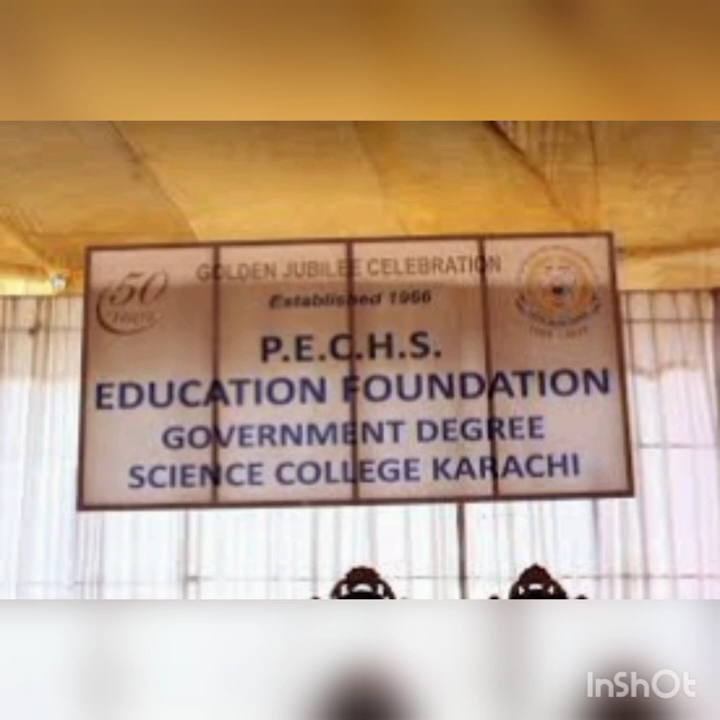 50
GOLDEN JUBILEE CELEBRATION
Established 1966
P.E.C.H.S.
EDUCATION FOUNDATION
GOVERNMENT DEGREE
SCIENCE COLLEGE KARACHI
InShOt